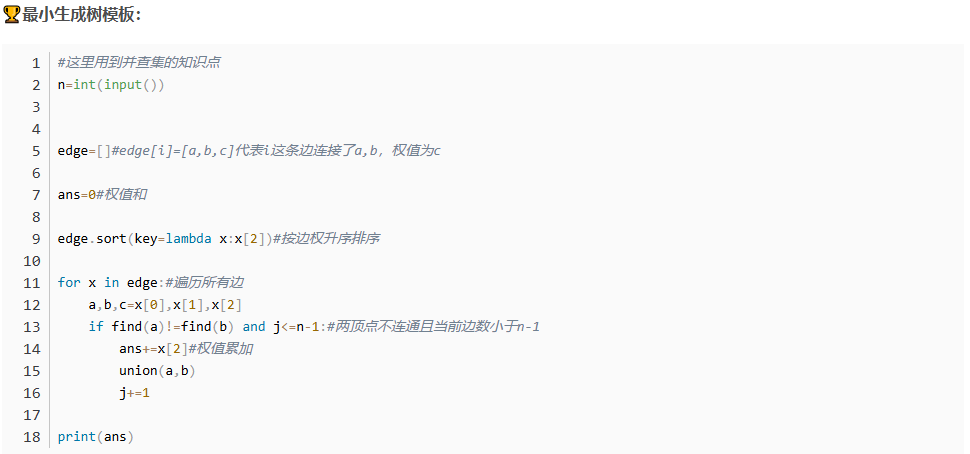 🏆最小生成树模板：
1 #这里用到并查集的知识点
2 n=int(input())
3
4
5 edge=[]#edge[i]=[a,b,c]代表i这条边连接了a,b，权值为c
6
7 ans=0#权值和
8
9 edge.sort(key=lambda x:x[2])#按边权升序排序
10
11 for x in edge:#遍历所有边
12     a,b,c=x[0],x[1],x[2]
13     if find(a)!=find(b) and j<=n-1:#两顶点不连通且当前边数小于n-1
14         ans+=x[2]#权值累加
15         union(a,b)
16         j+=1
17
18 print(ans)